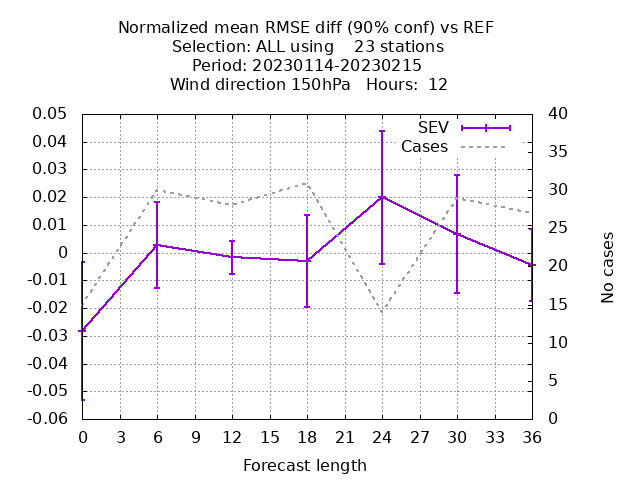 Normalized mean RMSE diff (90% conf) vs REF
Selection: ALL using    23 stations
Period: 20230114-20230215
Wind direction 150hPa   Hours:  12
SEV
Cases
0.05
0.04
0.03
0.02
0.01
0
-0.01
-0.02
-0.03
-0.04
-0.05
-0.06
40
35
30
25
20
15
10
5
0
No cases
0 3 6 9 12 15 18 21 24 27 30 33 36
Forecast length